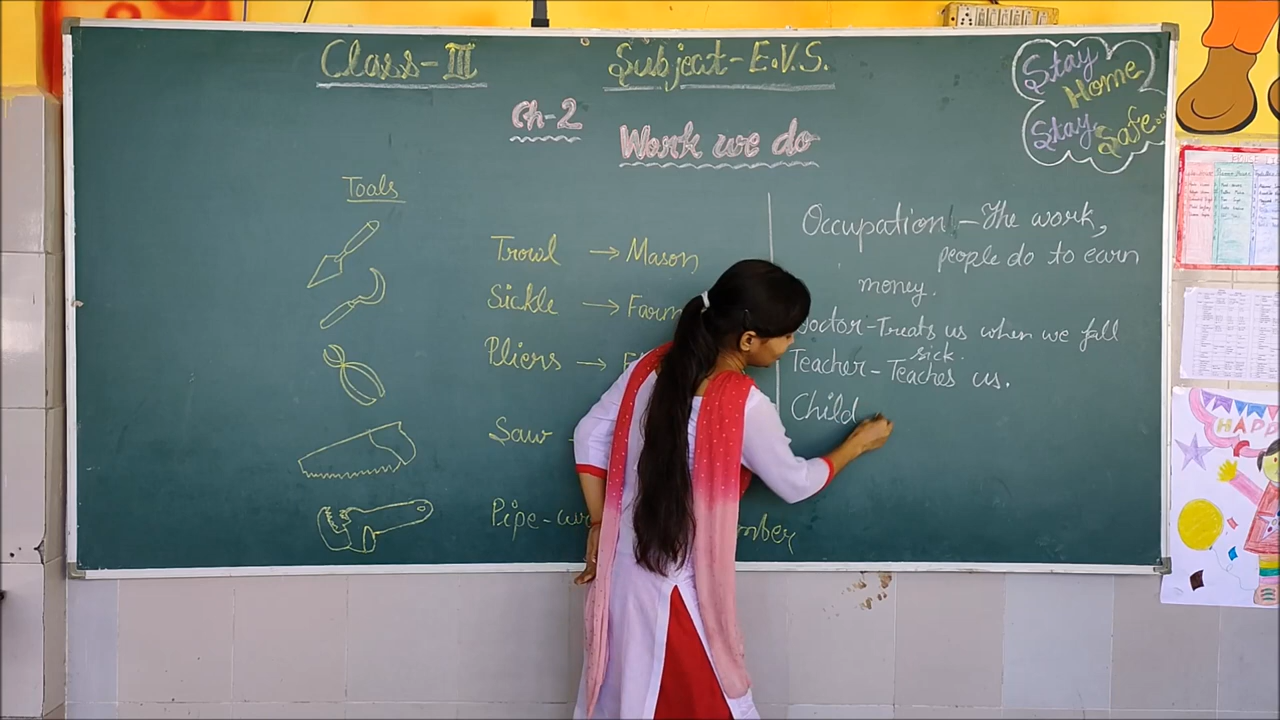 Class-III
Subject-E.V.S.
Stay
Home
Stay
Safe..
Ch-2
Work we do
Tools
Trowl → Mason
Sickle → Farm
Pliers →
Saw
Pipe-
Occupation - The work,
people do to earn
money.
Doctor-Treats us when we fall
sick.
Teacher-Teaches us.
Child
HAPP